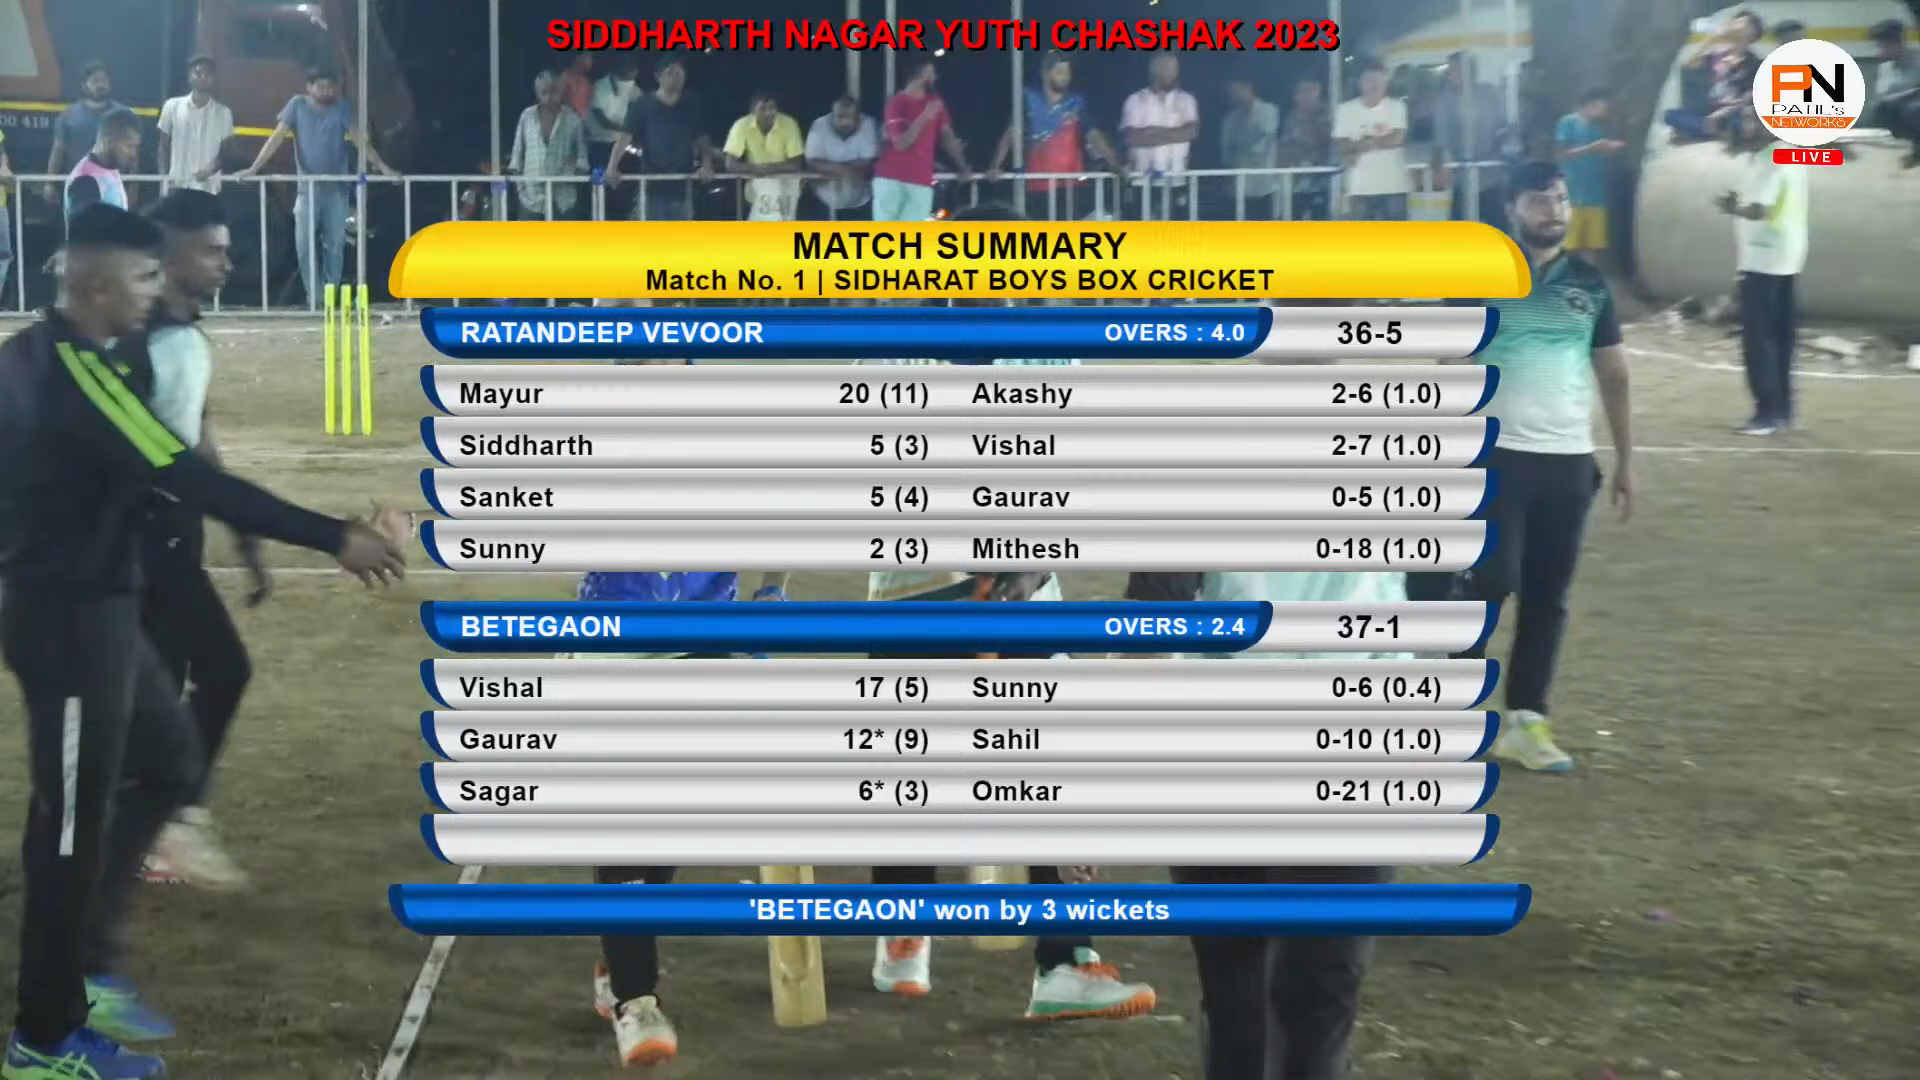 SIDDHARTH NAGAR YUTH CHASHAK 2023
PN
PATIL's
NETWORKS
LIVE
MATCH SUMMARY
Match No. 1 | SIDHARAT BOYS BOX CRICKET
RATANDEEP VEVOOR OVERS : 4.0 36-5
Mayur 20 (11) Akashy 2-6 (1.0)
Siddharth 5 (3) Vishal 2-7 (1.0)
Sanket 5 (4) Gaurav 0-5 (1.0)
Sunny 2 (3) Mithesh 0-18 (1.0)
BETEGAON OVERS : 2.4 37-1
Vishal 17 (5) Sunny 0-6 (0.4)
Gaurav 12* (9) Sahil 0-10 (1.0)
Sagar 6* (3) Omkar 0-21 (1.0)
'BETEGAON' won by 3 wickets